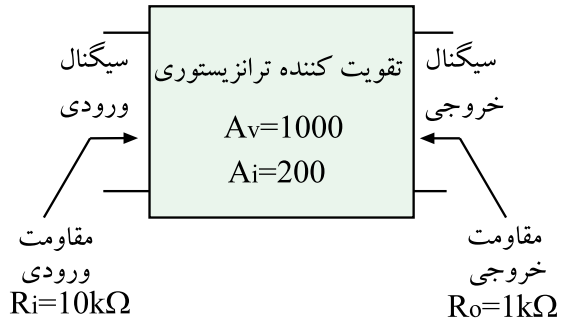 سیگنال
ورودی
تقویت کننده ترانزیستوری
Av=1000
Ai=200
سیگنال
خروجی
مقاومت
ورودی
Ri=10kΩ
مقاومت
خروجی
Ro=1kΩ